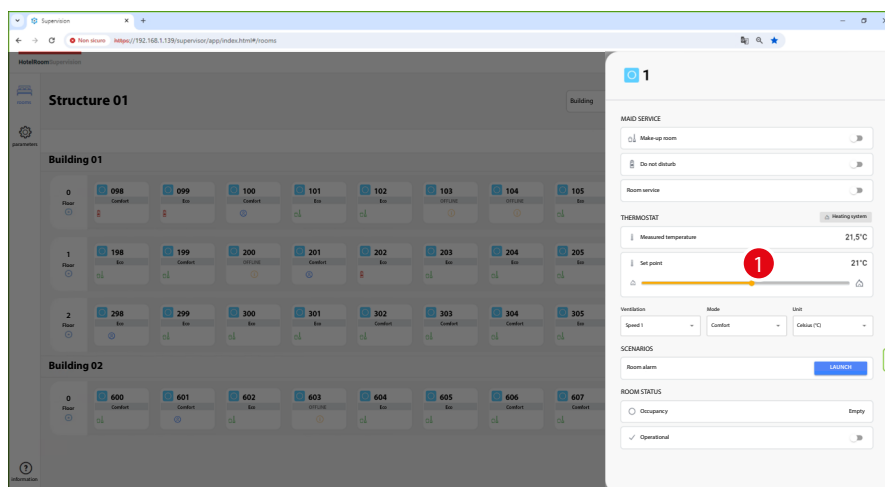 Supervision
Non sicuro https://192.168.1.139/supervisor/app/index.html#/rooms
HotelRoom Supervision
rooms
parameters
information
Structure 01
Building
Building 01
0
Floor
098
Comfort
099
Eco
100
Comfort
101
Eco
102
Eco
103
OFFLINE
104
OFFLINE
105
Eco
1
Floor
198
Eco
199
Eco
200
OFFLINE
201
Comfort
202
Eco
203
Eco
204
Eco
205
Eco
2
Floor
298
Eco
299
Eco
300
Eco
301
Eco
302
Comfort
303
Comfort
304
Comfort
305
Eco
Building 02
0
Floor
600
Comfort
601
Comfort
602
Eco
603
OFFLINE
604
Eco
605
Eco
606
Comfort
607
Comfort
1
MAID SERVICE
Make-up room
Do not disturb
Room service
THERMOSTAT
Heating system
Measured temperature
21,5°C
Set point
1
21°C
Ventilation
Mode
Unit
Speed 1
Comfort
Celsius (°C)
SCENARIOS
Room alarm
LAUNCH
ROOM STATUS
Occupancy
Empty
Operational